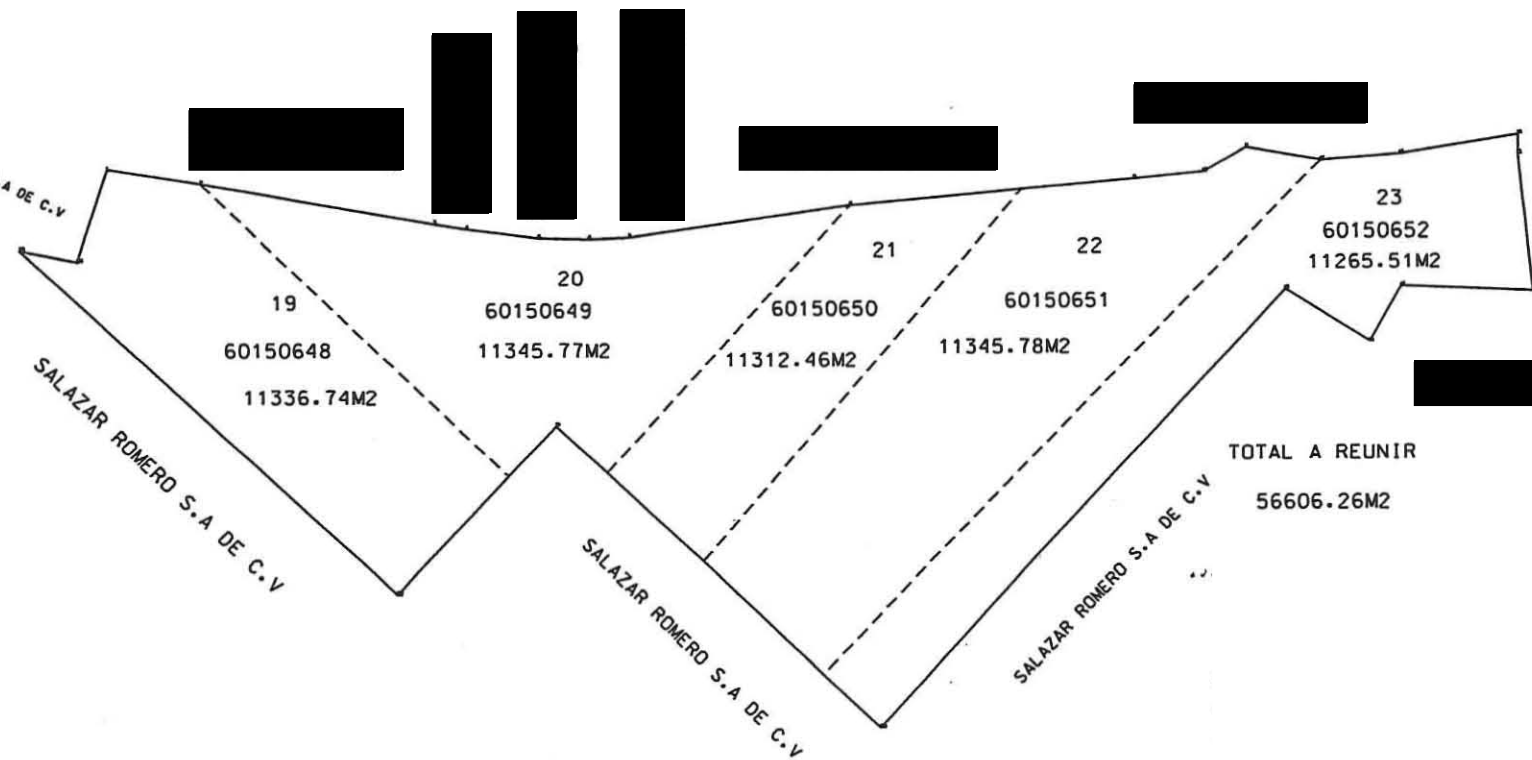 A DE C.V
19
60150648
11336.74M2
20
60150649
11345.77M2
21
60150650
11312.46M2
22
60150651
11345.78M2
23
60150652
11265.51M2
SALAZAR ROMERO S.A DE C.V
SALAZAR ROMERO S.A DE C.V
SALAZAR ROMERO S.A DE C.V
TOTAL A REUNIR
56606.26M2